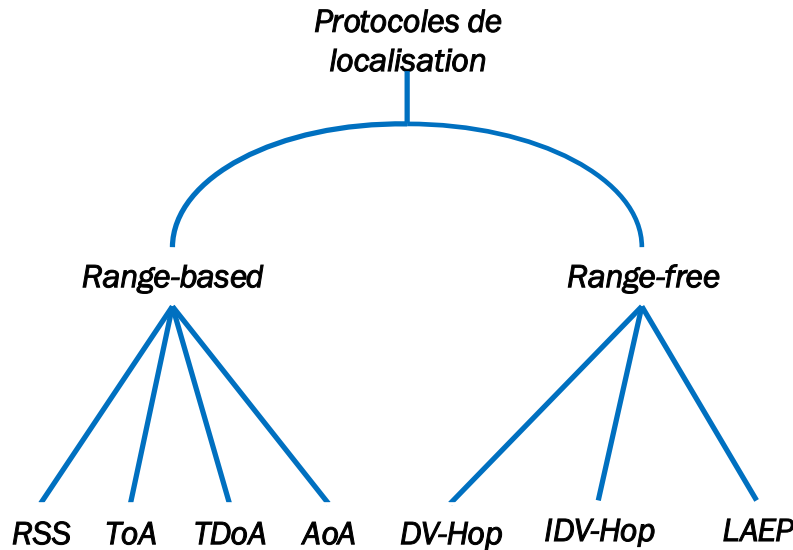 Protocoles de
localisation
Range-based
Range-free
RSS
ToA
TDoA
AoA
DV-Hop
IDV-Hop
LAEP